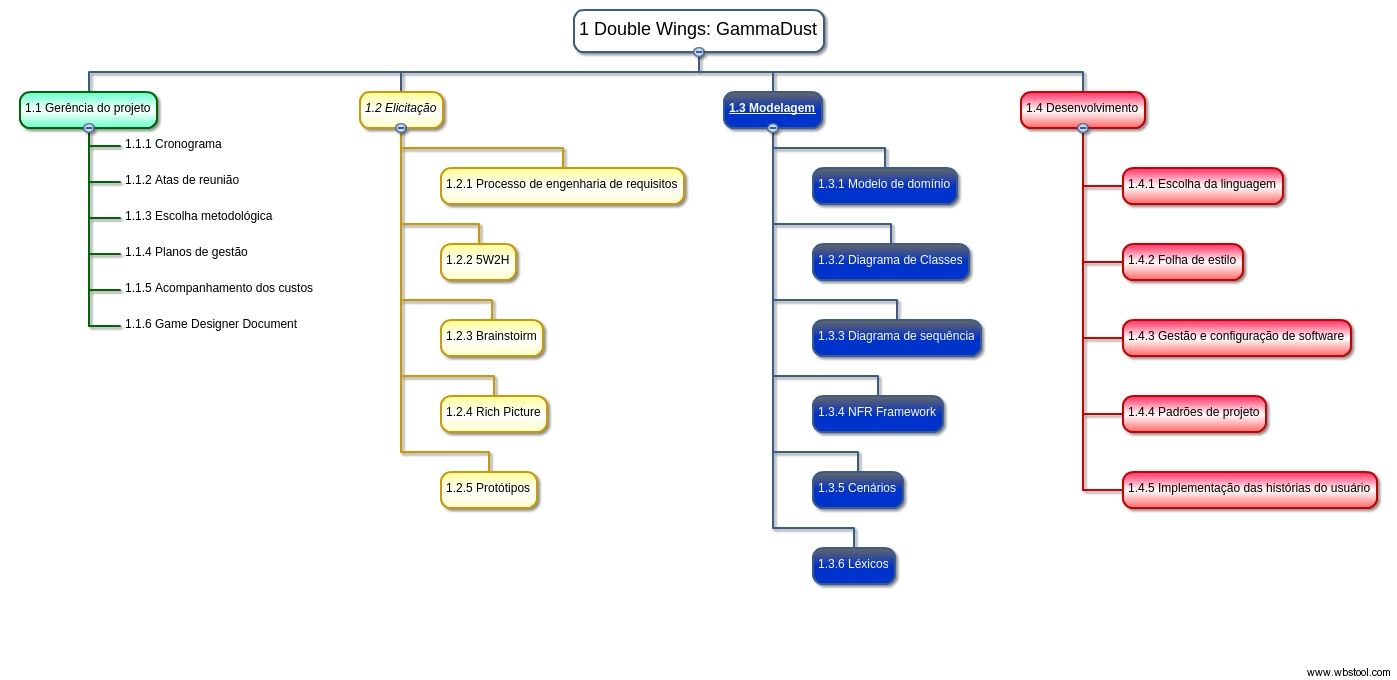 1 Double Wings: GammaDust
1.1 Gerência do projeto
1.1.1 Cronograma
1.1.2 Atas de reunião
1.1.3 Escolha metodológica
1.1.4 Planos de gestão
1.1.5 Acompanhamento dos custos
1.1.6 Game Designer Document
1.2 Elicitação
1.2.1 Processo de engenharia de requisitos
1.2.2 5W2H
1.2.3 Brainstoirm
1.2.4 Rich Picture
1.2.5 Protótipos
1.3 Modelagem
1.3.1 Modelo de domínio
1.3.2 Diagrama de Classes
1.3.3 Diagrama de sequência
1.3.4 NFR Framework
1.3.5 Cenários
1.3.6 Léxicos
1.4 Desenvolvimento
1.4.1 Escolha da linguagem
1.4.2 Folha de estilo
1.4.3 Gestão e configuração de software
1.4.4 Padrões de projeto
1.4.5 Implementação das histórias do usuário
www.wbstool.com